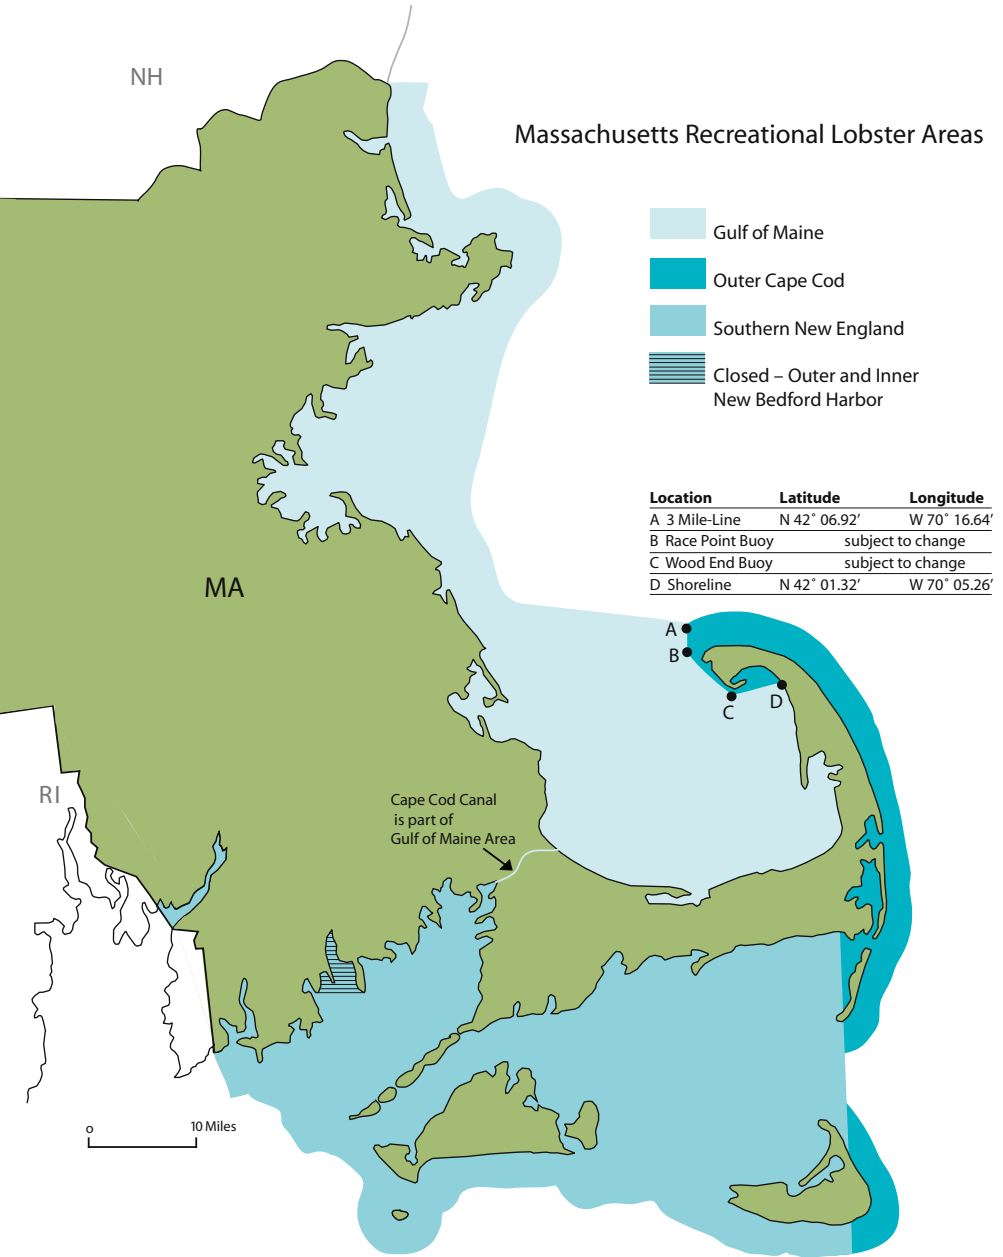 NH
Massachusetts Recreational Lobster Areas
Gulf of Maine
Outer Cape Cod
Southern New England
Closed – Outer and Inner
New Bedford Harbor
Location Latitude Longitude
A 3 Mile-Line N 42˚ 06.92′ W 70˚ 16.64′
B Race Point Buoy subject to change
C Wood End Buoy subject to change
D Shoreline N 42˚ 01.32′ W 70˚ 05.26′
MA
A
B
C
D
RI
Cape Cod Canal
is part of
Gulf of Maine Area
0 10 Miles